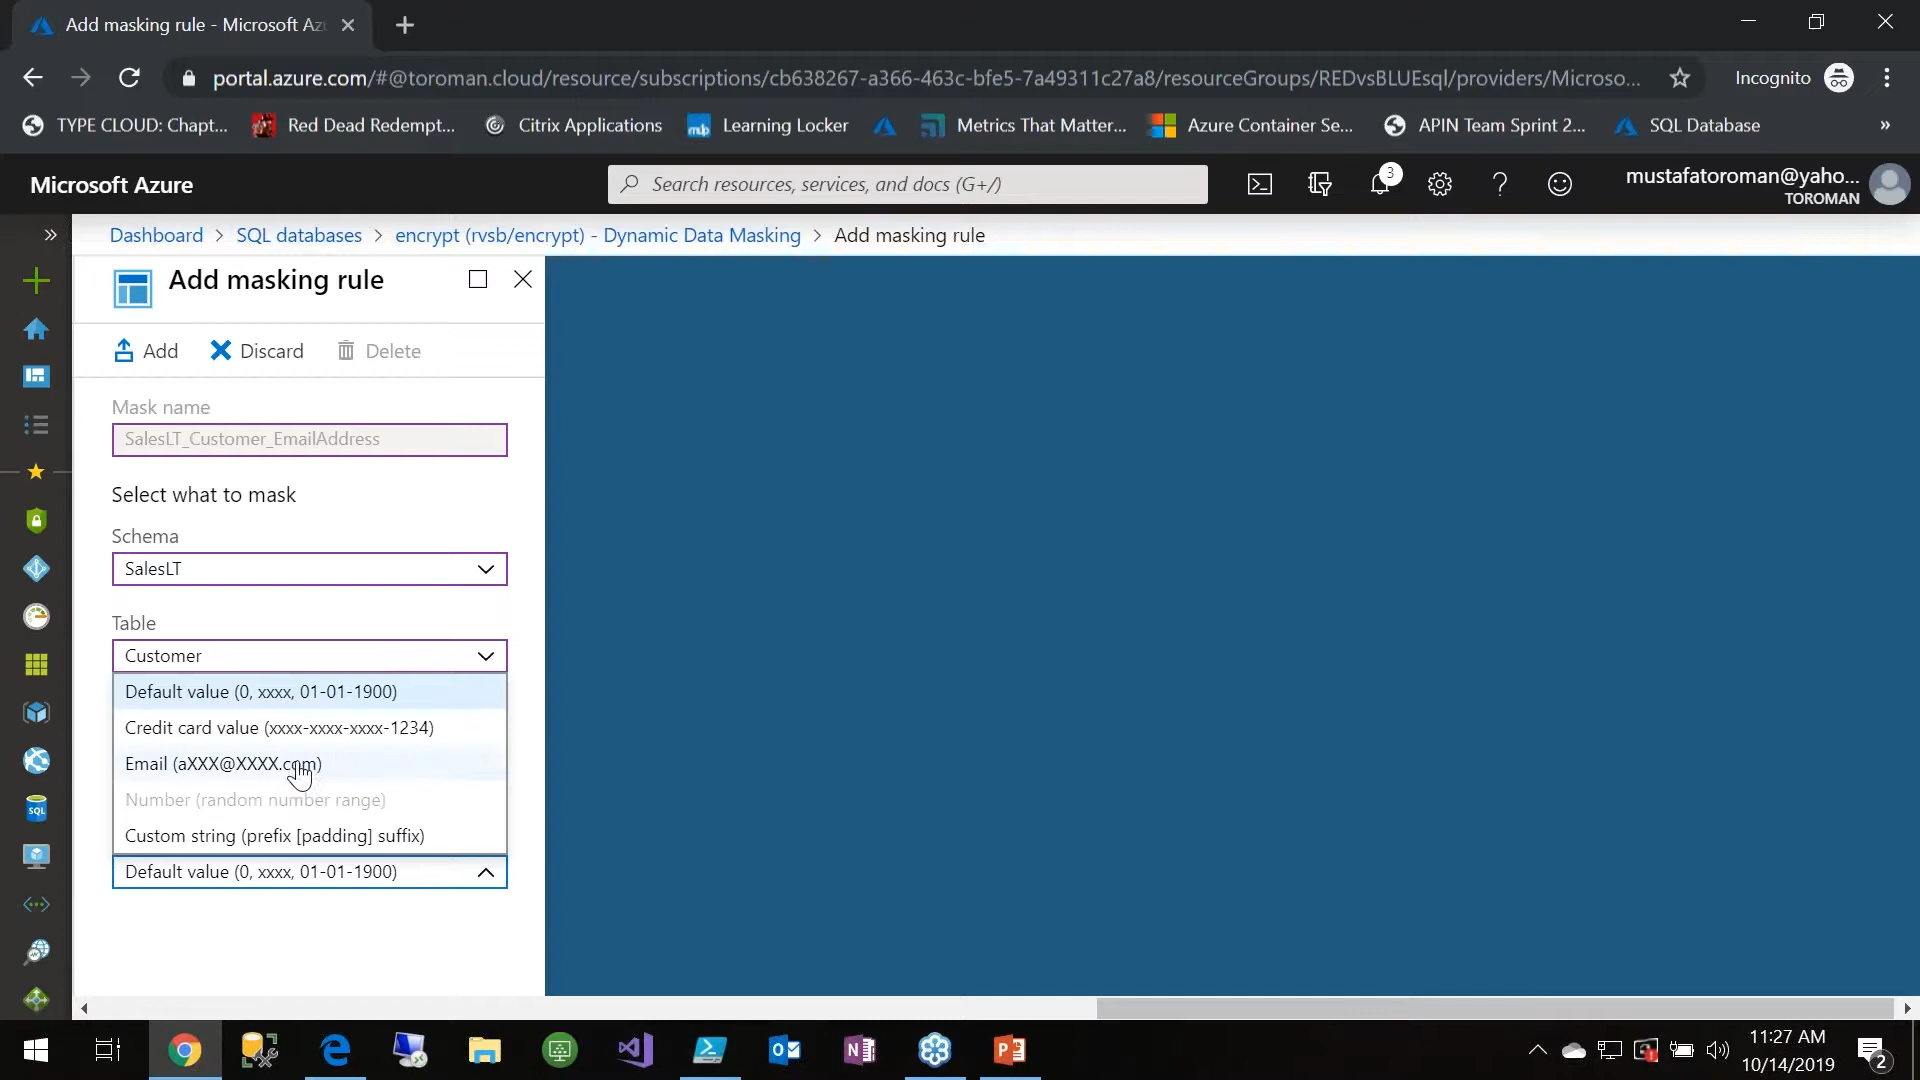 Add masking rule - Microsoft Az
portal.azure.com/#@toroman.cloud/resource/subscriptions/cb638267-a366-463c-bfe5-7a49311c27a8/resourceGroups/REDvsBLUEsql/providers/Microso...
Incognito
TYPE CLOUD: Chapt...
Red Dead Redempt...
Citrix Applications
Learning Locker
Metrics That Matter...
Azure Container Se...
APIN Team Sprint 2...
SQL Database
»
Microsoft Azure
Search resources, services, and docs (G+/)
3
mustafatoroman@yaho...
TOROMAN
Dashboard > SQL databases > encrypt (rvsb/encrypt) - Dynamic Data Masking > Add masking rule
Add masking rule
Add
Discard
Delete
Mask name
SalesLT_Customer_EmailAddress
Select what to mask
Schema
SalesLT
Table
Customer
Default value (0, xxxx, 01-01-1900)
Credit card value (xxxx-xxxx-xxxx-1234)
Email (aXXX@XXXX.com)
Number (random number range)
Custom string (prefix [padding] suffix)
Default value (0, xxxx, 01-01-1900)
SQL
11:27 AM
10/14/2019
2